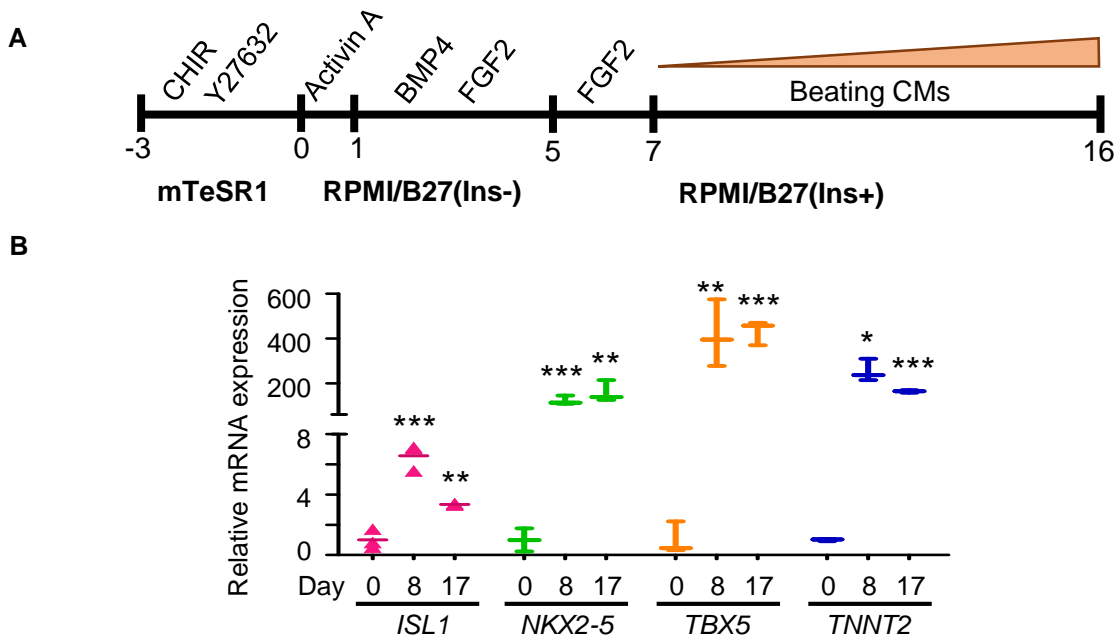 A
CHIR Y27632 Activin A BMP4 FGF2 FGF2
Beating CMs
-3 0 1 5 7 16
mTeSR1 RPMI/B27(Ins-) RPMI/B27(Ins+)
B
Relative mRNA expression
600
400
200
8
4
0
*** ** *** ** ** *** * ***
Day 0 8 17 0 8 17 0 8 17 0 8 17
ISL1 NKX2-5 TBX5 TNNT2